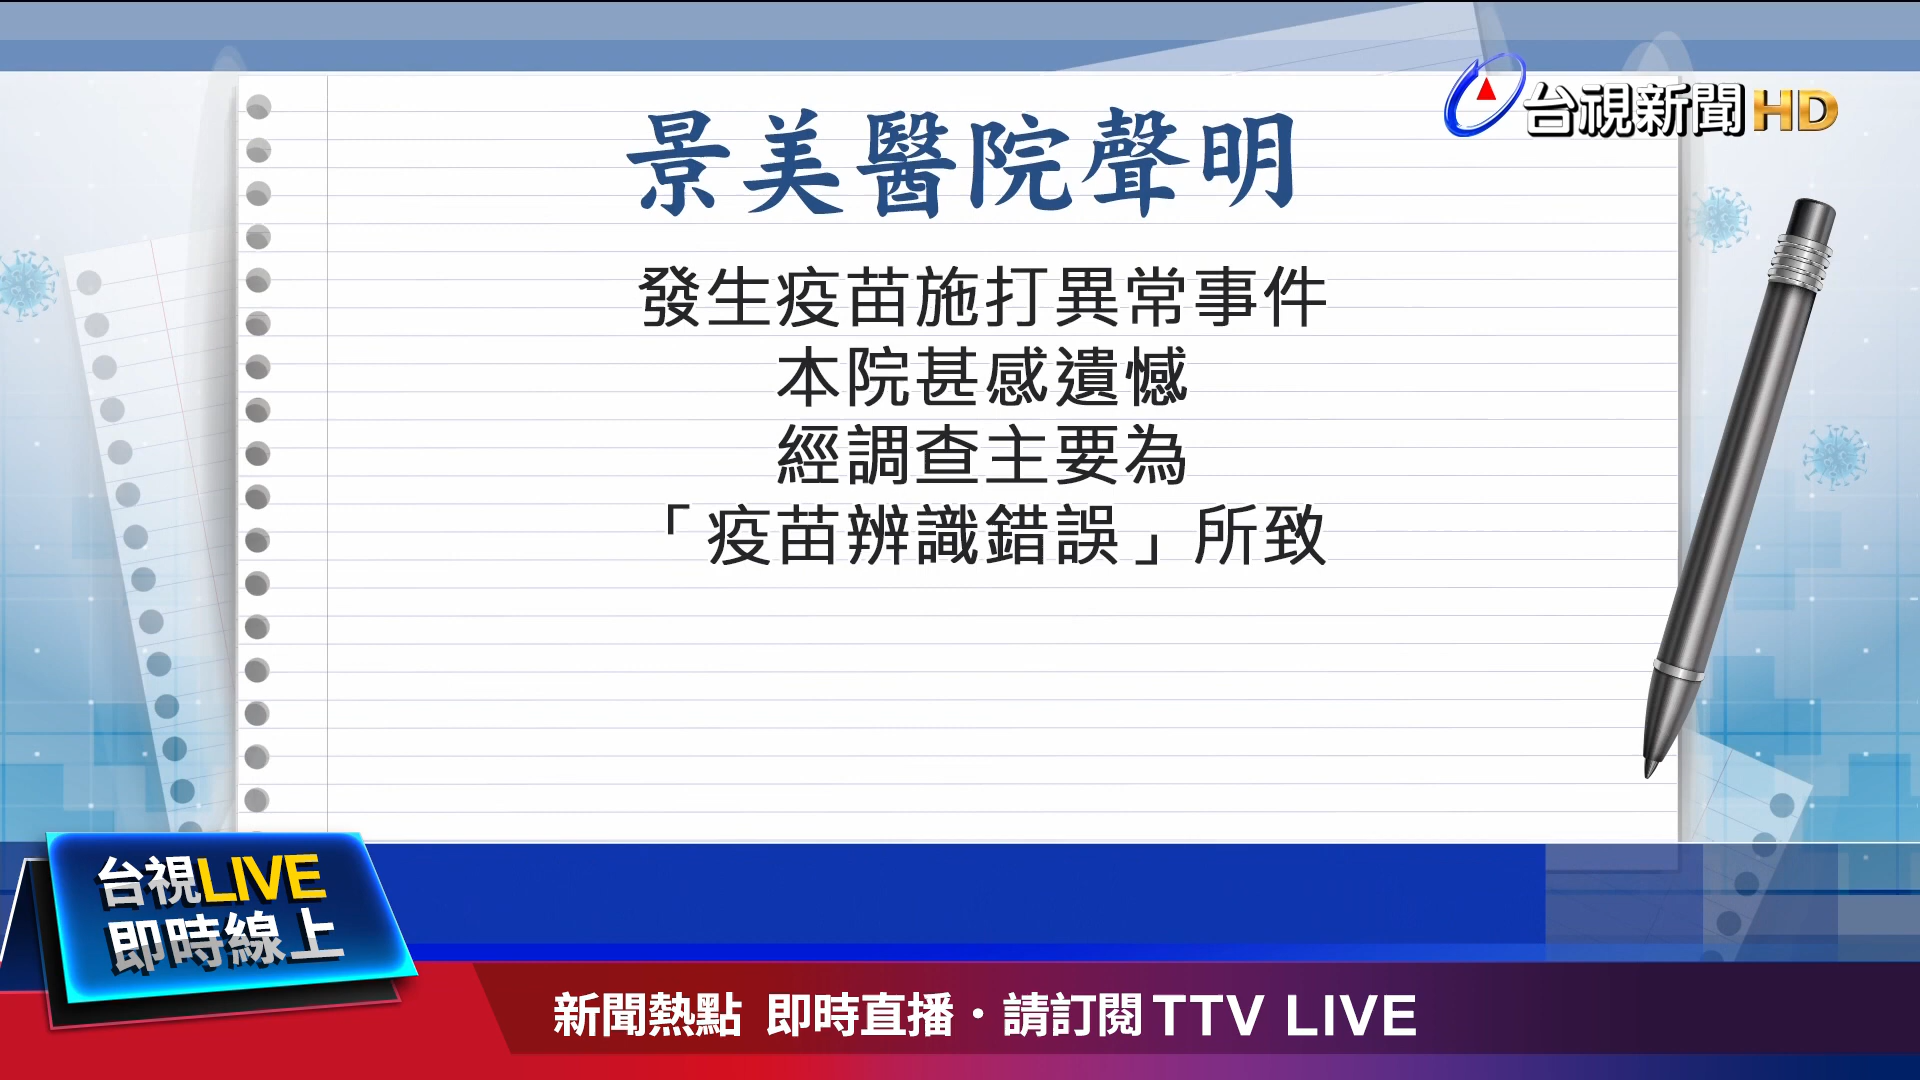 台視新聞HD
景美醫院聲明
發生疫苗施打異常事件
本院甚感遺憾
經調查主要為
「疫苗辨識錯誤」所致
台視LIVE
即時線上
新聞熱點 即時直播·請訂閱TTV LIVE